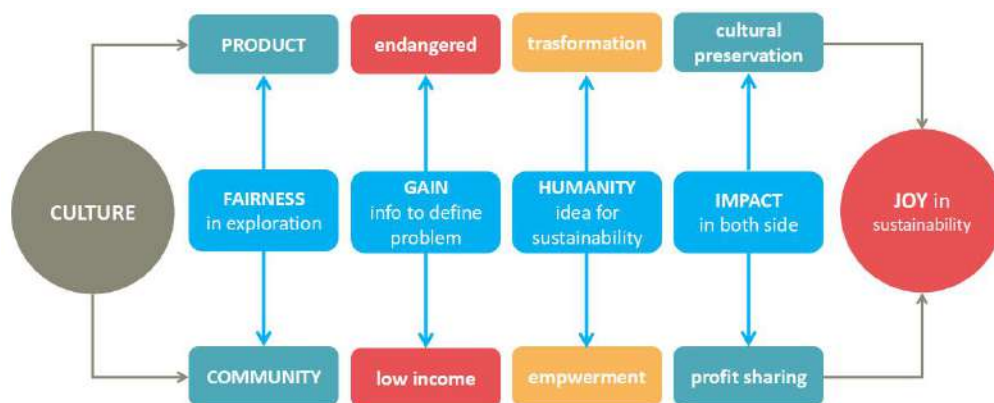 PRODUCT
endangered
trasformation
cultural
preservation
CULTURE
FAIRNESS
in exploration
GAIN
info to define
problem
HUMANITY
idea for
sustainability
IMPACT
in both side
JOY in
sustainability
COMMUNITY
low income
empwerment
profit sharing